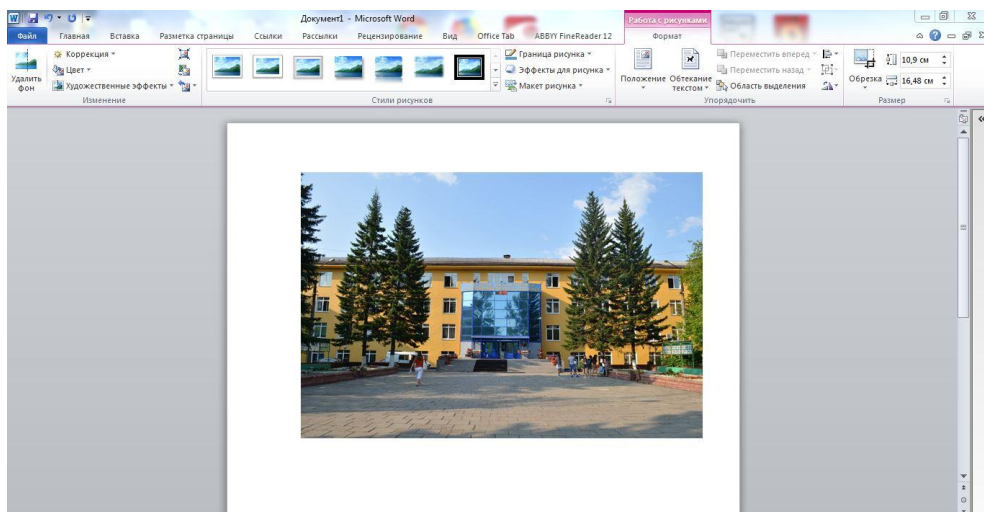 Документ1 - Microsoft Word
Работа с рисунками
Файл Главная Вставка Разметка страницы Ссылки Рассылки Рецензирование Вид Office Tab ABBYY FineReader 12 Формат
Удалить фон
Коррекция
Цвет
Художественные эффекты
Изменение
Стили рисунков
Граница рисунка
Эффекты для рисунка
Макет рисунка
Положение
Обтекание текстом
Переместить вперед
Переместить назад
Область выделения
Упорядочить
Обрезка
10,9 см
16,48 см
Размер